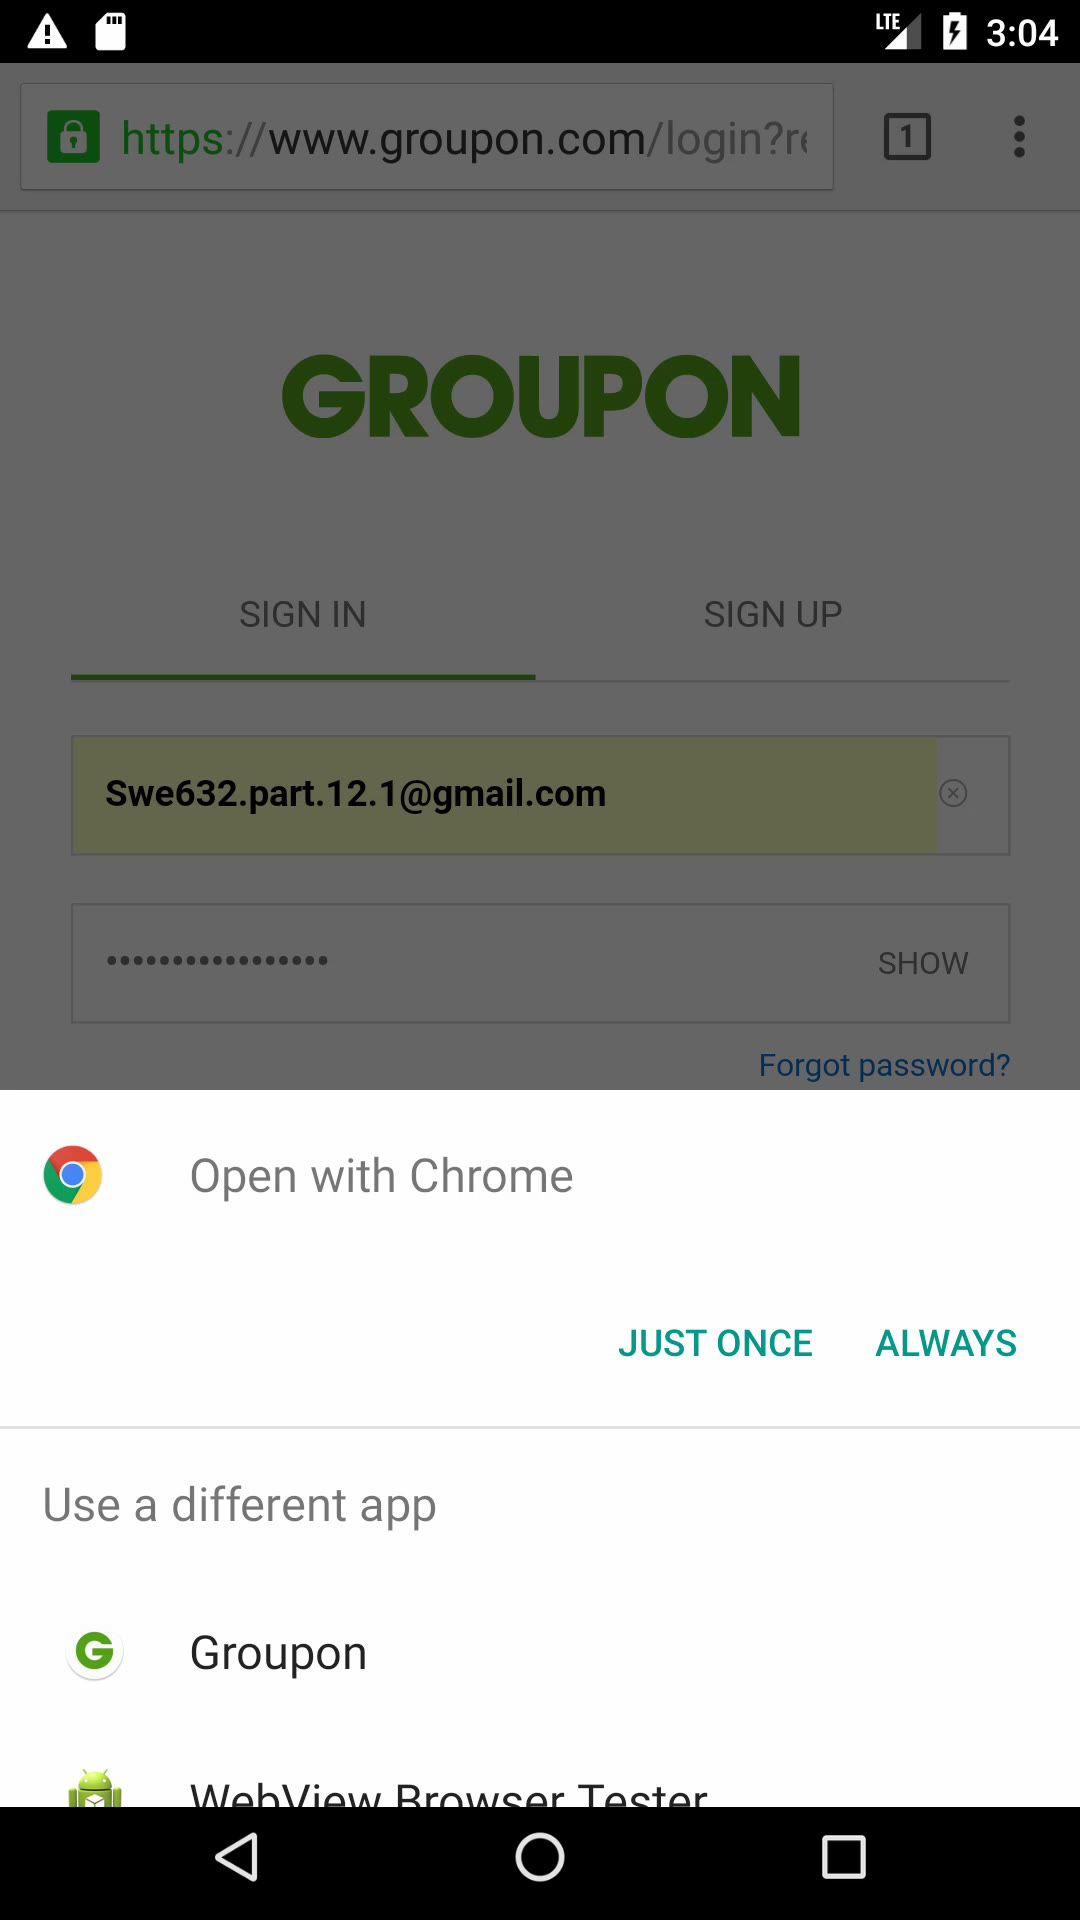 LTE 3:04
https://www.groupon.com/login?re
1
GROUPON
SIGN IN SIGN UP
Swe632.part.12.1@gmail.com
•••••••••••••••••
SHOW
Forgot password?
Open with Chrome
JUST ONCE ALWAYS
Use a different app
G
Groupon
WebView Browser Tester